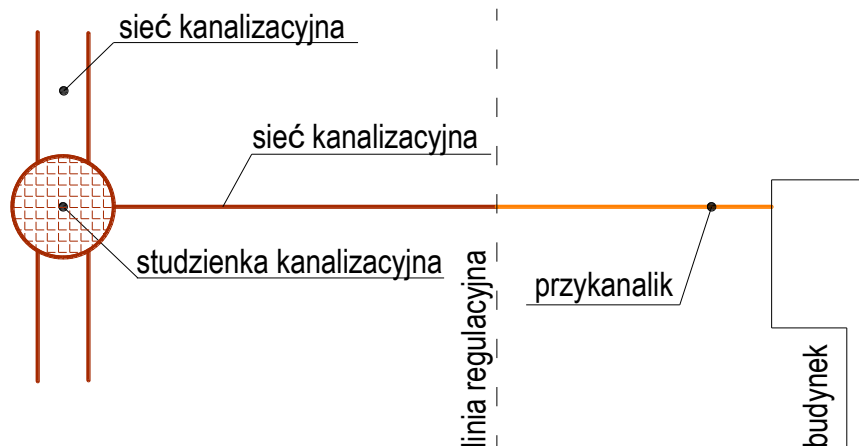 sieć kanalizacyjna
sieć kanalizacyjna
studzienka kanalizacyjna
przykanalik
linia regulacyjna
budynek